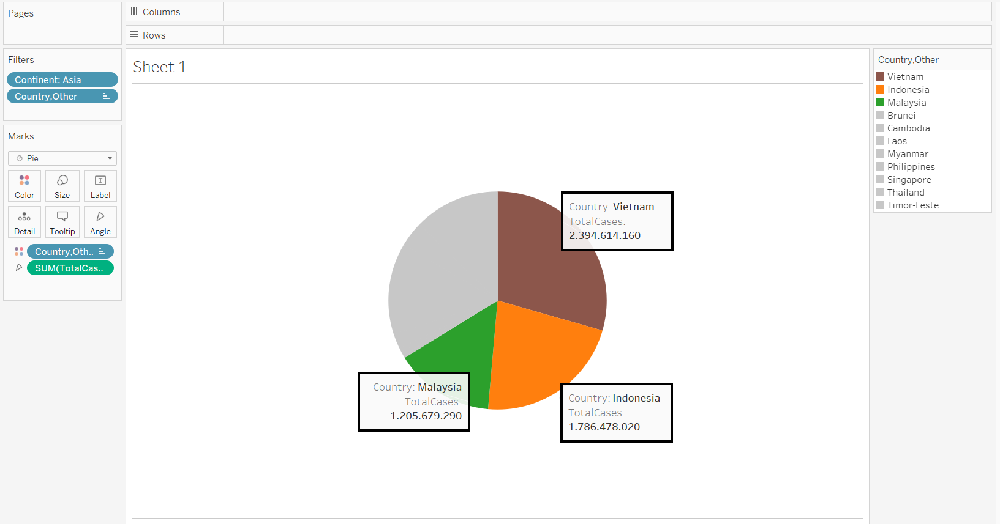 Pages
Columns
Rows
Filters
Continent: Asia
Country,Other
Marks
Pie
Color
Size
Label
Detail
Tooltip
Angle
Country,Oth..
SUM(TotalCas..
Sheet 1
Country: Vietnam
TotalCases:
2.394.614.160
Country: Malaysia
TotalCases:
1.205.679.290
Country: Indonesia
TotalCases:
1.786.478.020
Country,Other
Vietnam
Indonesia
Malaysia
Brunei
Cambodia
Laos
Myanmar
Philippines
Singapore
Thailand
Timor-Leste